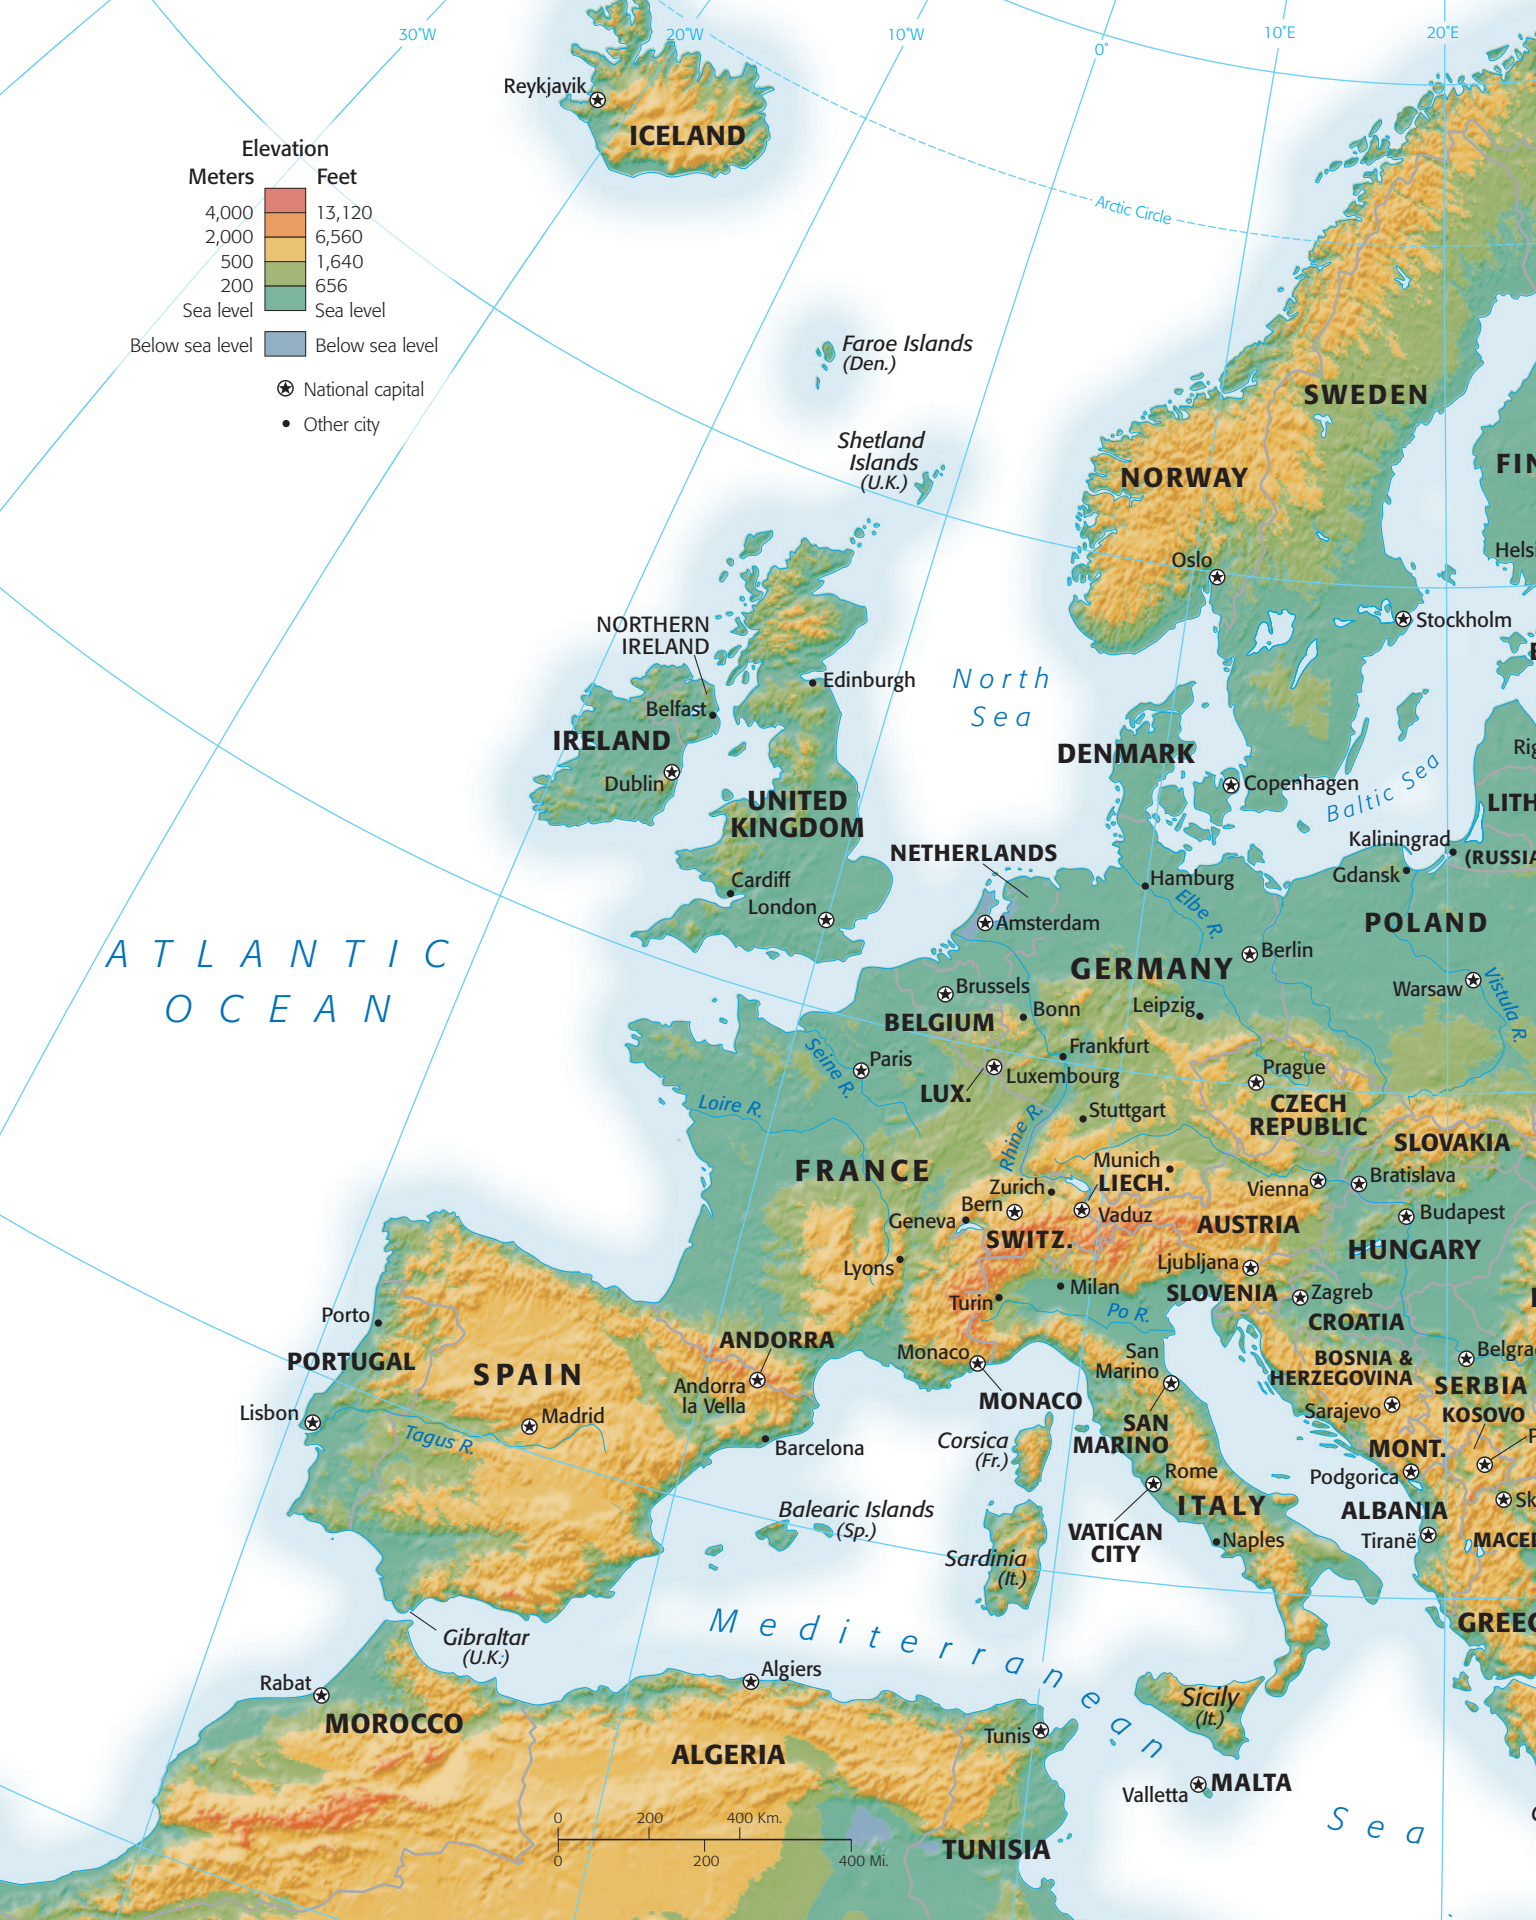 30°W
20°W
10°W
0°
10°E
20°E
Reykjavik
ICELAND
Elevation
Meters
Feet
4,000
13,120
2,000
6,560
500
1,640
200
656
Sea level
Sea level
Below sea level
Below sea level
National capital
Other city
Arctic Circle
Faroe Islands
(Den.)
Shetland
Islands
(U.K.)
SWEDEN
NORWAY
FIN
Oslo
Helsi
Stockholm
NORTHERN
IRELAND
Edinburgh
North
Sea
Belfast
IRELAND
Dublin
DENMARK
Copenhagen
Baltic Sea
Rig
LITH
UNITED
KINGDOM
Kaliningrad
(RUSSIA
NETHERLANDS
Gdansk
Cardiff
London
Hamburg
Elbe R.
Amsterdam
POLAND
Berlin
GERMANY
ATLANTIC
OCEAN
Brussels
BELGIUM
Bonn
Leipzig
Warsaw
Vistula R.
Seine R.
Paris
Frankfurt
Luxembourg
LUX.
Prague
CZECH
REPUBLIC
Loire R.
Stuttgart
Rhine R.
SLOVAKIA
FRANCE
Munich
LIECH.
Vienna
Bratislava
Zurich
Bern
Vaduz
Geneva
SWITZ.
AUSTRIA
Budapest
HUNGARY
Lyons
Ljubljana
Milan
Turin
SLOVENIA
Zagreb
Po R.
CROATIA
Porto
PORTUGAL
SPAIN
ANDORRA
Andorra
la Vella
Monaco
MONACO
San
Marino
SAN
MARINO
BOSNIA &
HERZEGOVINA
Belgra
SERBIA
Sarajevo
KOSOVO
P
Lisbon
Madrid
Tagus R.
Barcelona
Corsica
(Fr.)
MONT.
Podgorica
Rome
ITALY
ALBANIA
Sk
Balearic Islands
(Sp.)
VATICAN
CITY
Naples
Tiranë
MACED
Sardinia
(It.)
GREEC
Mediterranean
Gibraltar
(U.K.)
Rabat
MOROCCO
Algiers
ALGERIA
Tunis
Sicily
(It.)
Valletta
MALTA
Sea
TUNISIA
0
200
400 Km.
0
200
400 Mi.